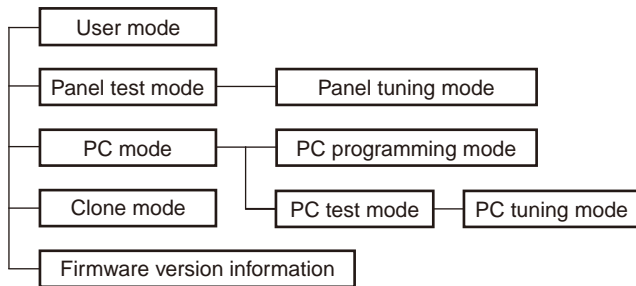 User mode
Panel test mode
Panel tuning mode
PC mode
PC programming mode
Clone mode
PC test mode
PC tuning mode
Firmware version information